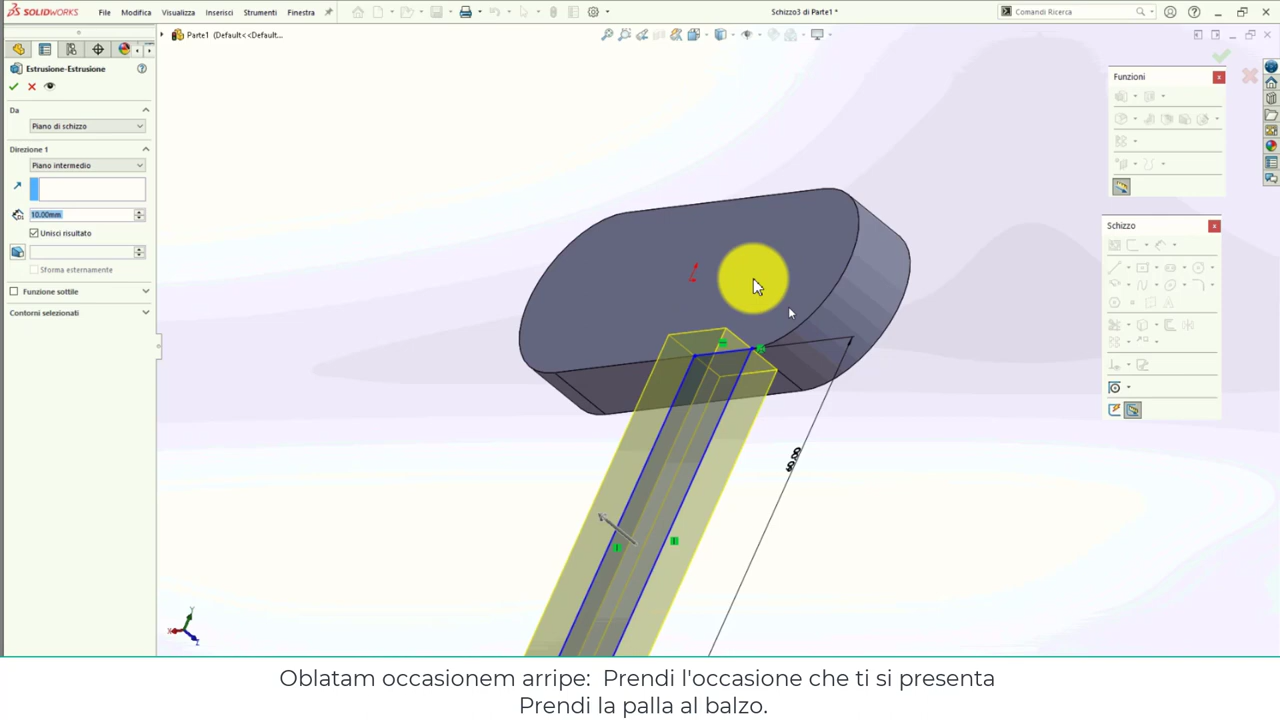 SOLIDWORKS File Modifica Visualizza Inserisci Strumenti Finestra Schizzo3 di Parte1 * Comandi Ricerca
Parte1 (Default<<Default...
Estrusione-Estrusione
Da
Piano di schizzo
Direzione 1
Piano intermedio
10.00mm
Unisci risultato
Sforma esternamente
Funzione sottile
Contorni selezionati
Funzioni
Schizzo
Y
X
Z
Oblatam occasionem arripe: Prendi l'occasione che ti si presenta
Prendi la palla al balzo.